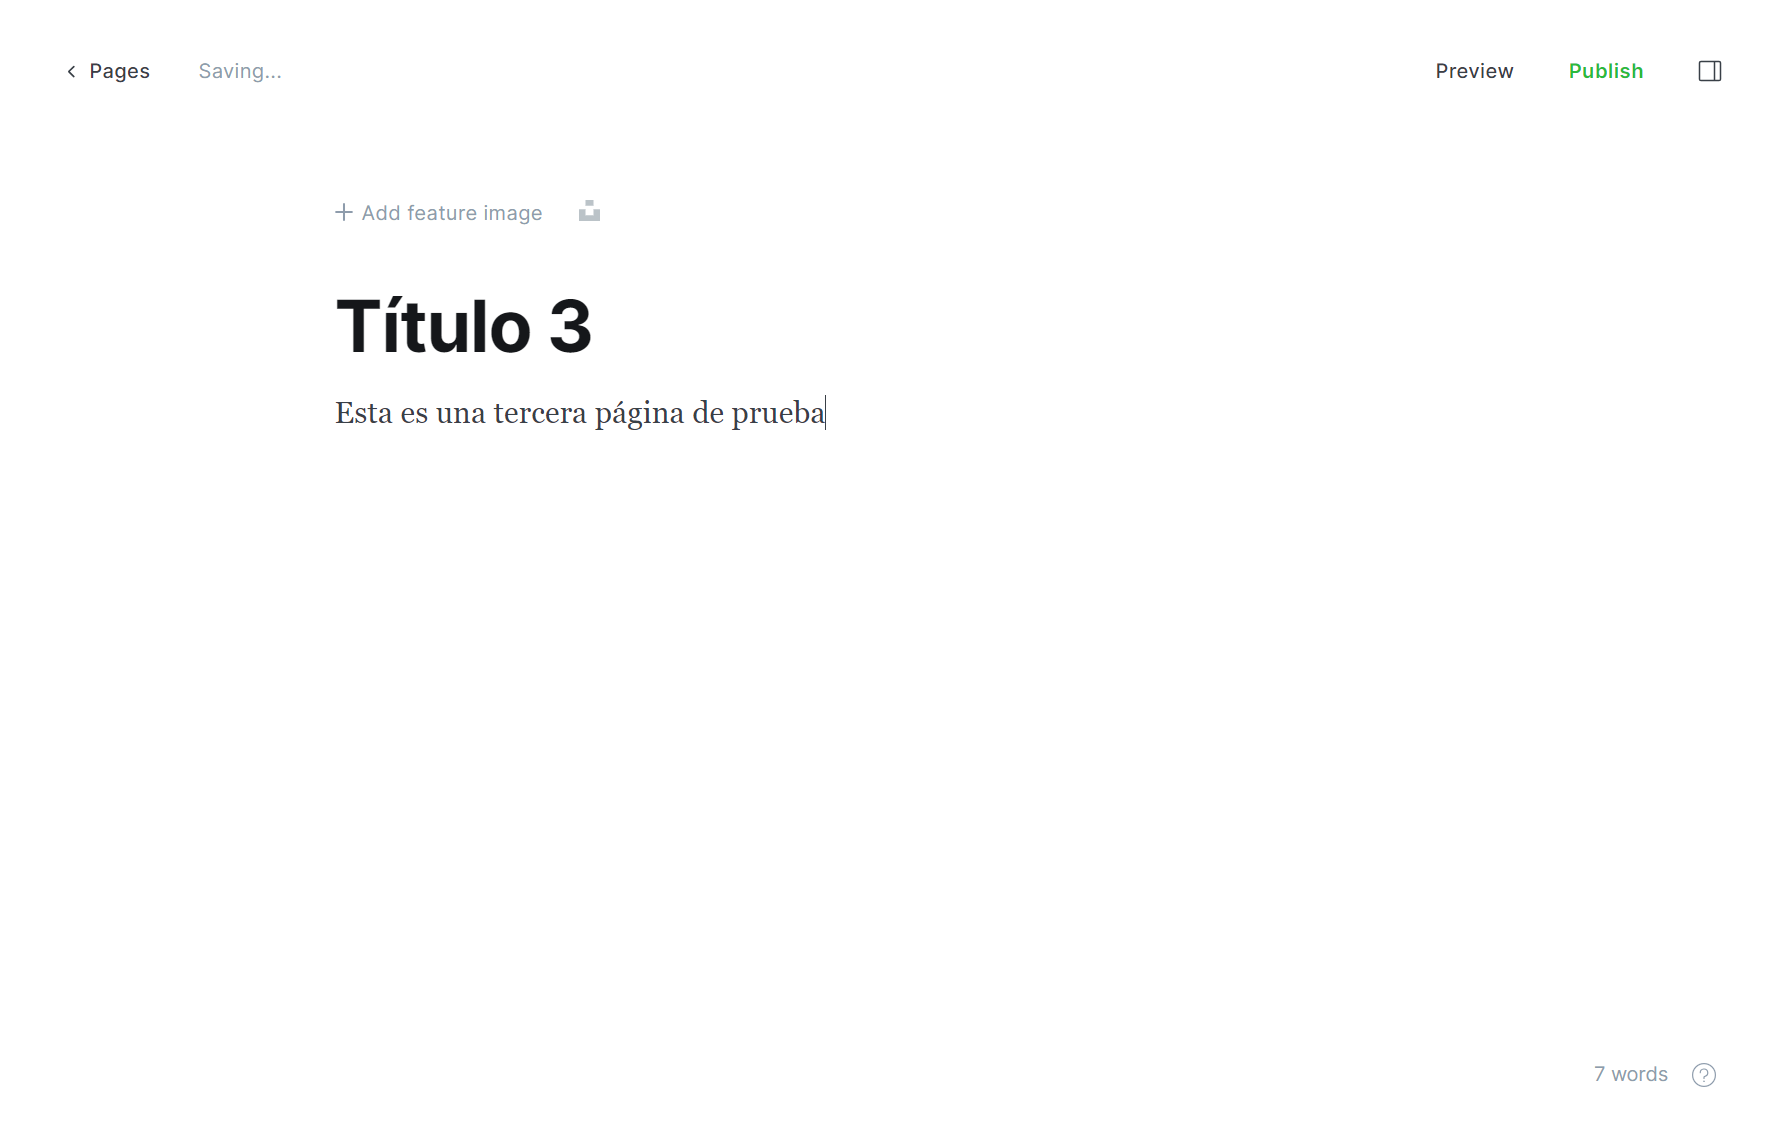 Pages
Saving...
Preview
Publish
Add feature image
Título 3
Esta es una tercera página de prueba
7 words
?